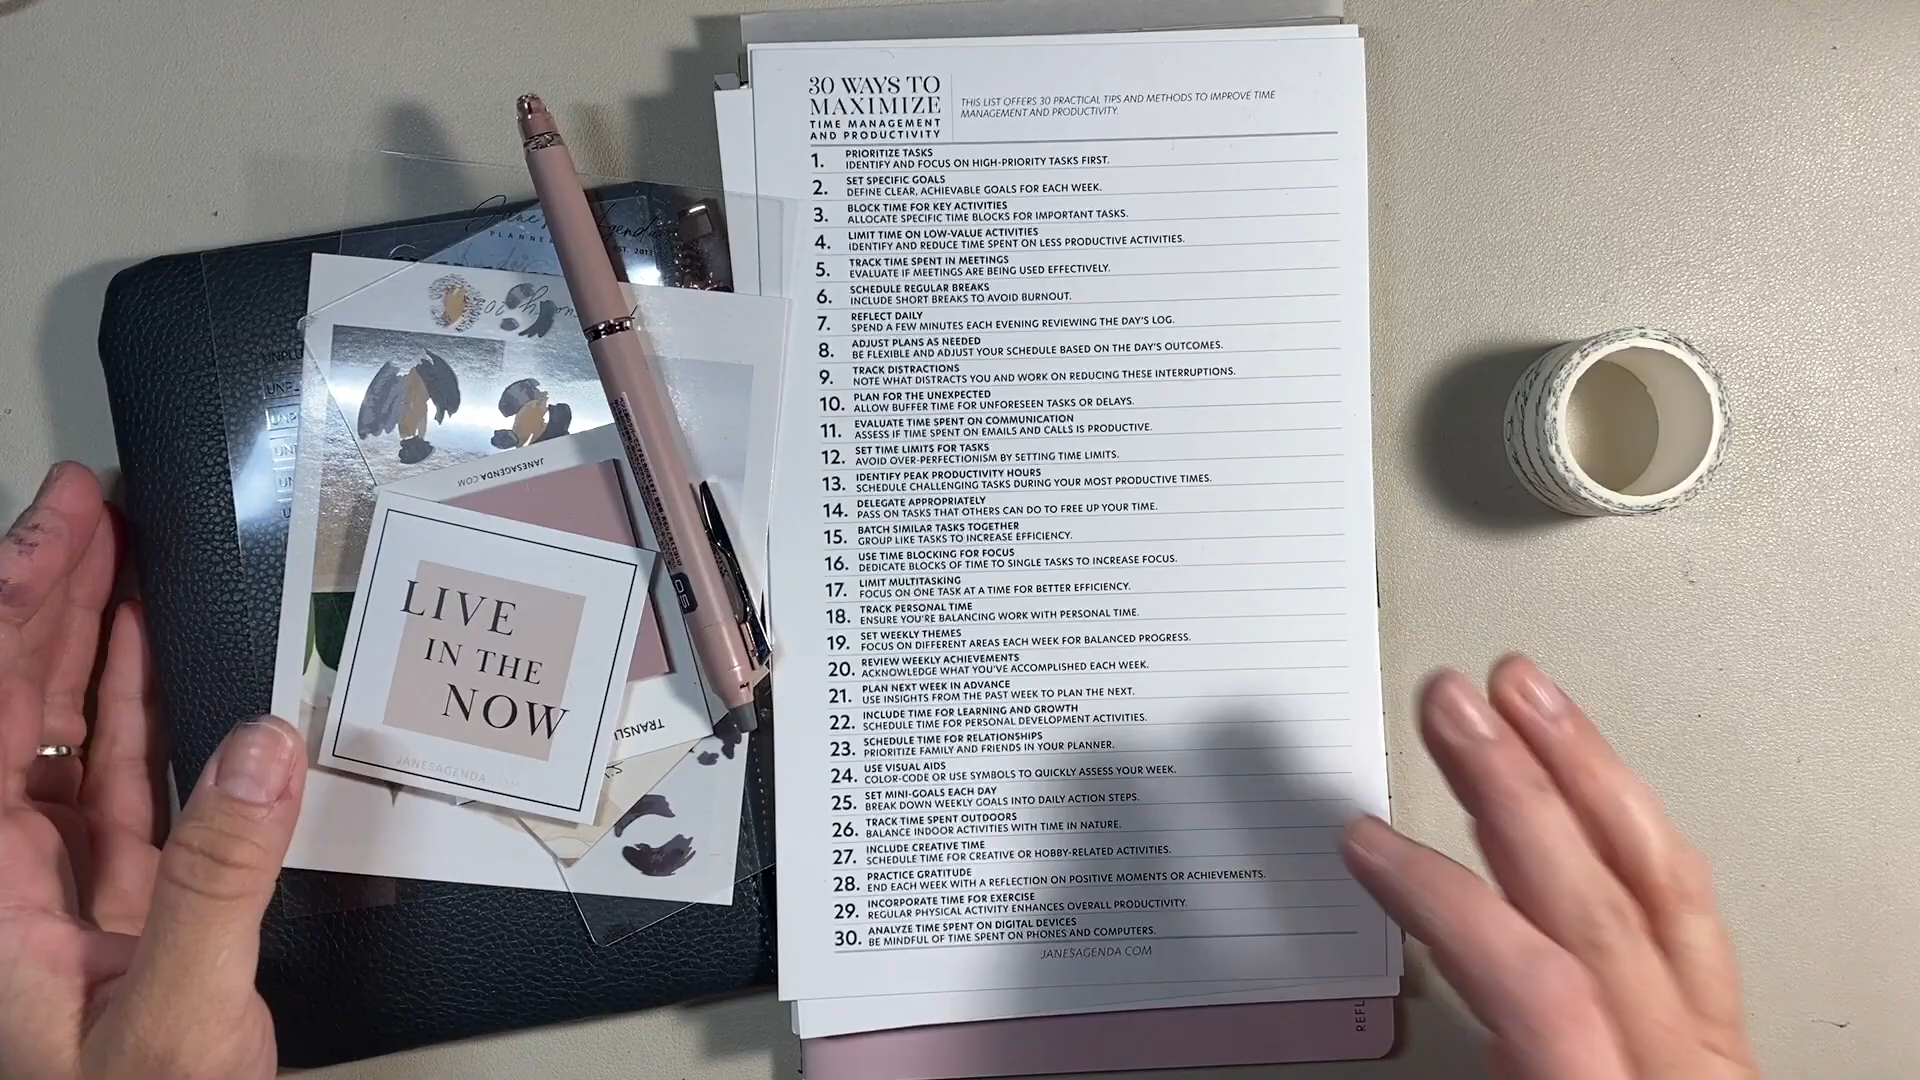 30 WAYS TO
MAXIMIZE
TIME MANAGEMENT
AND PRODUCTIVITY
THIS LIST OFFERS 30 PRACTICAL TIPS AND METHODS TO IMPROVE TIME
MANAGEMENT AND PRODUCTIVITY.
1. PRIORITIZE TASKS
IDENTIFY AND FOCUS ON HIGH-PRIORITY TASKS FIRST.
2. SET SPECIFIC GOALS
DEFINE CLEAR, ACHIEVABLE GOALS FOR EACH WEEK.
3. BLOCK TIME FOR KEY ACTIVITIES
ALLOCATE SPECIFIC TIME BLOCKS FOR IMPORTANT TASKS.
4. LIMIT TIME ON LOW-VALUE ACTIVITIES
IDENTIFY AND REDUCE TIME SPENT ON LESS PRODUCTIVE ACTIVITIES.
5. TRACK TIME SPENT IN MEETINGS
EVALUATE IF MEETINGS ARE BEING USED EFFECTIVELY.
6. SCHEDULE REGULAR BREAKS
INCLUDE SHORT BREAKS TO AVOID BURNOUT.
7. REFLECT DAILY
SPEND A FEW MINUTES EACH EVENING REVIEWING THE DAY'S LOG.
8. ADJUST PLANS AS NEEDED
BE FLEXIBLE AND ADJUST YOUR SCHEDULE BASED ON THE DAY'S OUTCOMES.
9. TRACK DISTRACTIONS
NOTE WHAT DISTRACTS YOU AND WORK ON REDUCING THESE INTERRUPTIONS.
10. PLAN FOR THE UNEXPECTED
ALLOW BUFFER TIME FOR UNFORESEEN TASKS OR DELAYS.
11. EVALUATE TIME SPENT ON COMMUNICATION
ASSESS IF TIME SPENT ON EMAILS AND CALLS IS PRODUCTIVE.
12. SET TIME LIMITS FOR TASKS
AVOID OVER-PERFECTIONISM BY SETTING TIME LIMITS.
13. IDENTIFY PEAK PRODUCTIVITY HOURS
SCHEDULE CHALLENGING TASKS DURING YOUR MOST PRODUCTIVE TIMES.
14. DELEGATE APPROPRIATELY
PASS ON TASKS THAT OTHERS CAN DO TO FREE UP YOUR TIME.
15. BATCH SIMILAR TASKS TOGETHER
GROUP LIKE TASKS TO INCREASE EFFICIENCY.
16. USE TIME BLOCKING FOR FOCUS
DEDICATE BLOCKS OF TIME TO SINGLE TASKS TO INCREASE FOCUS.
17. LIMIT MULTITASKING
FOCUS ON ONE TASK AT A TIME FOR BETTER EFFICIENCY.
18. TRACK PERSONAL TIME
ENSURE YOU'RE BALANCING WORK WITH PERSONAL TIME.
19. SET WEEKLY THEMES
FOCUS ON DIFFERENT AREAS EACH WEEK FOR BALANCED PROGRESS.
20. REVIEW WEEKLY ACHIEVEMENTS
ACKNOWLEDGE WHAT YOU'VE ACCOMPLISHED EACH WEEK.
21. PLAN NEXT WEEK IN ADVANCE
USE INSIGHTS FROM THE PAST WEEK TO PLAN THE NEXT.
22. INCLUDE TIME FOR LEARNING AND GROWTH
SCHEDULE TIME FOR PERSONAL DEVELOPMENT ACTIVITIES.
23. SCHEDULE TIME FOR RELATIONSHIPS
PRIORITIZE FAMILY AND FRIENDS IN YOUR PLANNER.
24. USE VISUAL AIDS
COLOR-CODE OR USE SYMBOLS TO QUICKLY ASSESS YOUR WEEK.
25. SET MINI-GOALS EACH DAY
BREAK DOWN WEEKLY GOALS INTO DAILY ACTION STEPS.
26. TRACK TIME SPENT OUTDOORS
BALANCE INDOOR ACTIVITIES WITH TIME IN NATURE.
27. INCLUDE CREATIVE TIME
SCHEDULE TIME FOR CREATIVE OR HOBBY-RELATED ACTIVITIES.
28. PRACTICE GRATITUDE
END EACH WEEK WITH A REFLECTION ON POSITIVE MOMENTS OR ACHIEVEMENTS.
29. INCORPORATE TIME FOR EXERCISE
REGULAR PHYSICAL ACTIVITY ENHANCES OVERALL PRODUCTIVITY.
30. ANALYZE TIME SPENT ON DIGITAL DEVICES
BE MINDFUL OF TIME SPENT ON PHONES AND COMPUTERS.
JANESAGENDA.COM
JANESAGENDA.COM
LIVE
IN THE
NOW
JANESAGENDA.COM
TRANSL
05
REFL